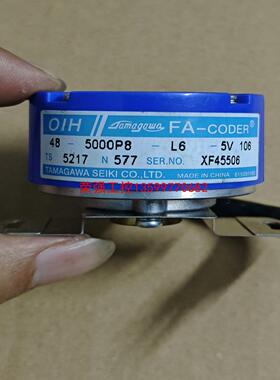 OIH Tamagawa FA-CODER
48 - 5000P8 - L6 - 5V 106
TS 5217 N 577 SER.NO. XF45506
TAMAGAWA SEIKI CO.,LTD. MADE IN CHINA